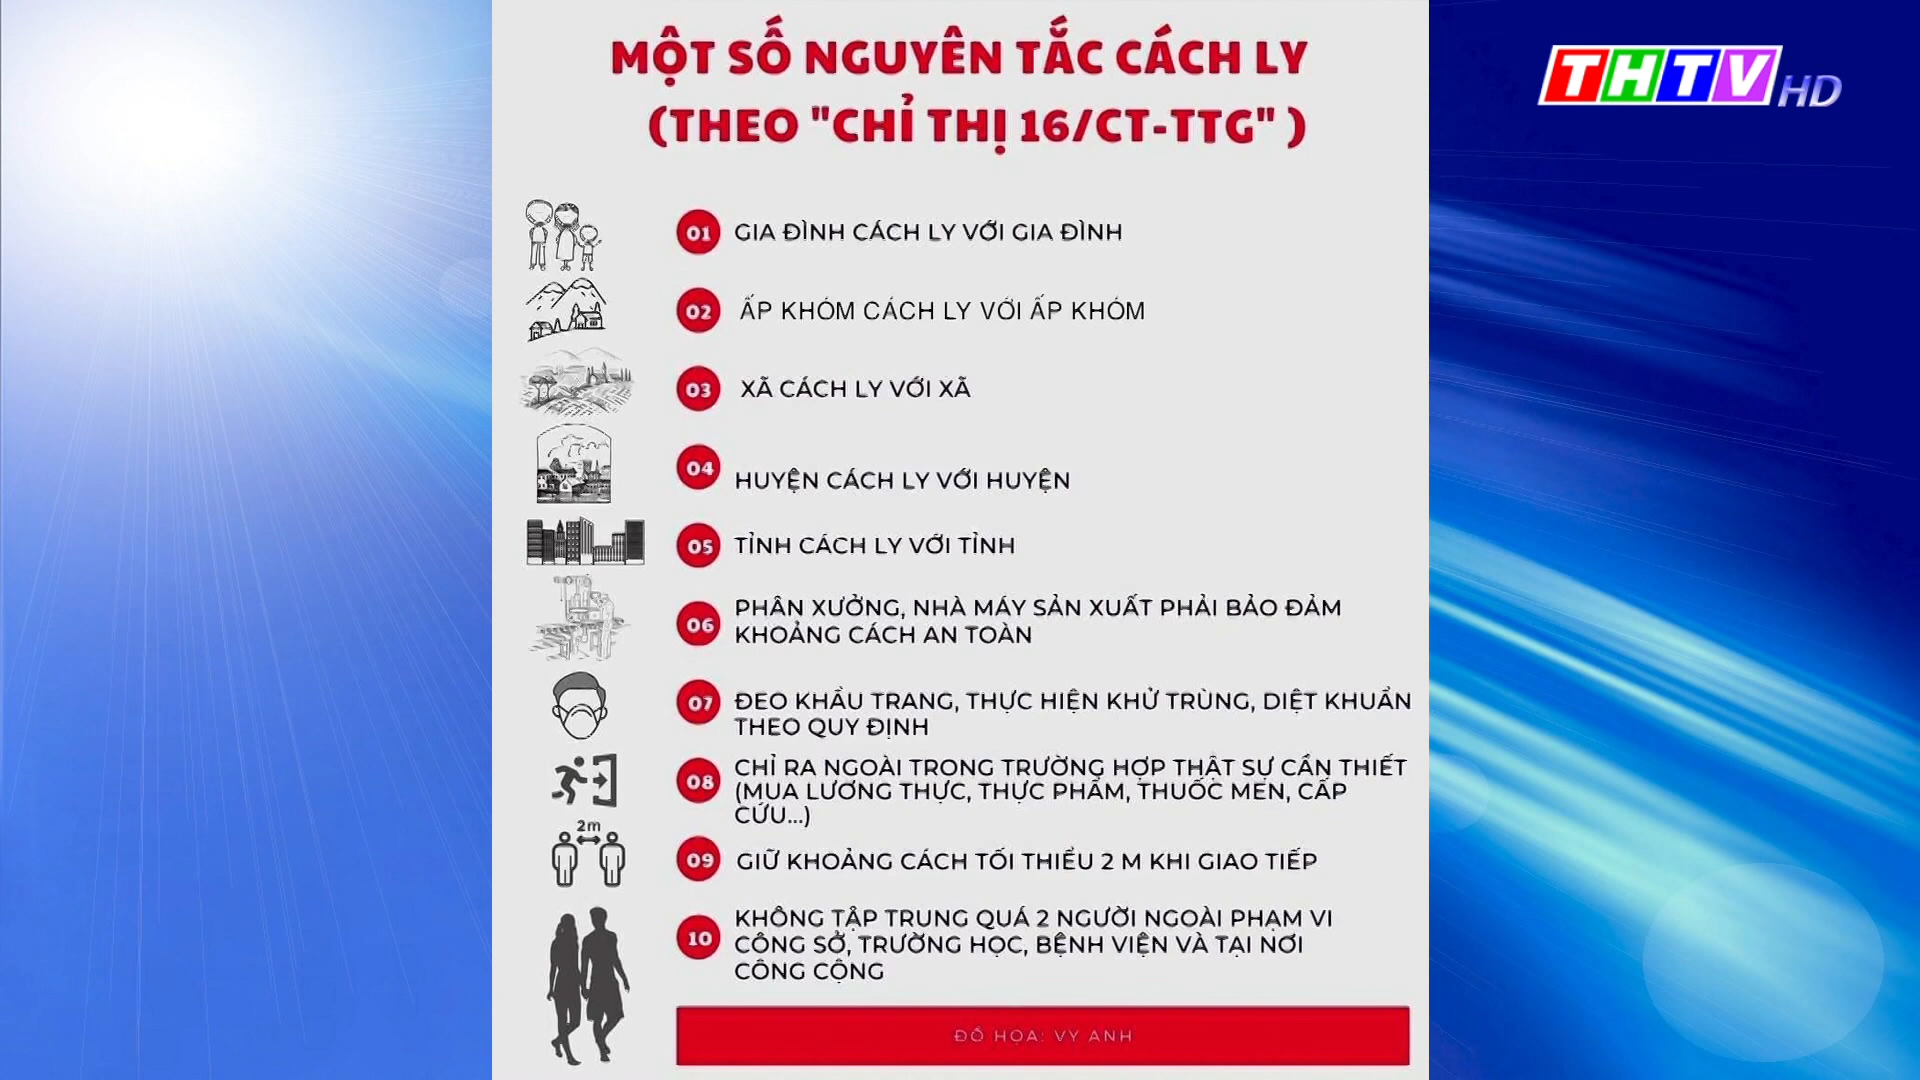 MỘT SỐ NGUYÊN TẮC CÁCH LY
(THEO "CHỈ THỊ 16/CT-TTG" )
THTV HD
01 GIA ĐÌNH CÁCH LY VỚI GIA ĐÌNH
02 ẤP KHÓM CÁCH LY VỚI ẤP KHÓM
03 XÃ CÁCH LY VỚI XÃ
04 HUYỆN CÁCH LY VỚI HUYỆN
05 TỈNH CÁCH LY VỚI TỈNH
06 PHÂN XƯỞNG, NHÀ MÁY SẢN XUẤT PHẢI BẢO ĐẢM
KHOẢNG CÁCH AN TOÀN
07 ĐEO KHẨU TRANG, THỰC HIỆN KHỬ TRÙNG, DIỆT KHUẨN
THEO QUY ĐỊNH
08 CHỈ RA NGOÀI TRONG TRƯỜNG HỢP THẬT SỰ CẦN THIẾT
(MUA LƯƠNG THỰC, THỰC PHẨM, THUỐC MEN, CẤP
CỨU...)
2m
09 GIỮ KHOẢNG CÁCH TỐI THIỂU 2 M KHI GIAO TIẾP
10 KHÔNG TẬP TRUNG QUÁ 2 NGƯỜI NGOÀI PHẠM VI
CÔNG SỞ, TRƯỜNG HỌC, BỆNH VIỆN VÀ TẠI NƠI
CÔNG CỘNG
ĐỒ HỌA: VY ANH